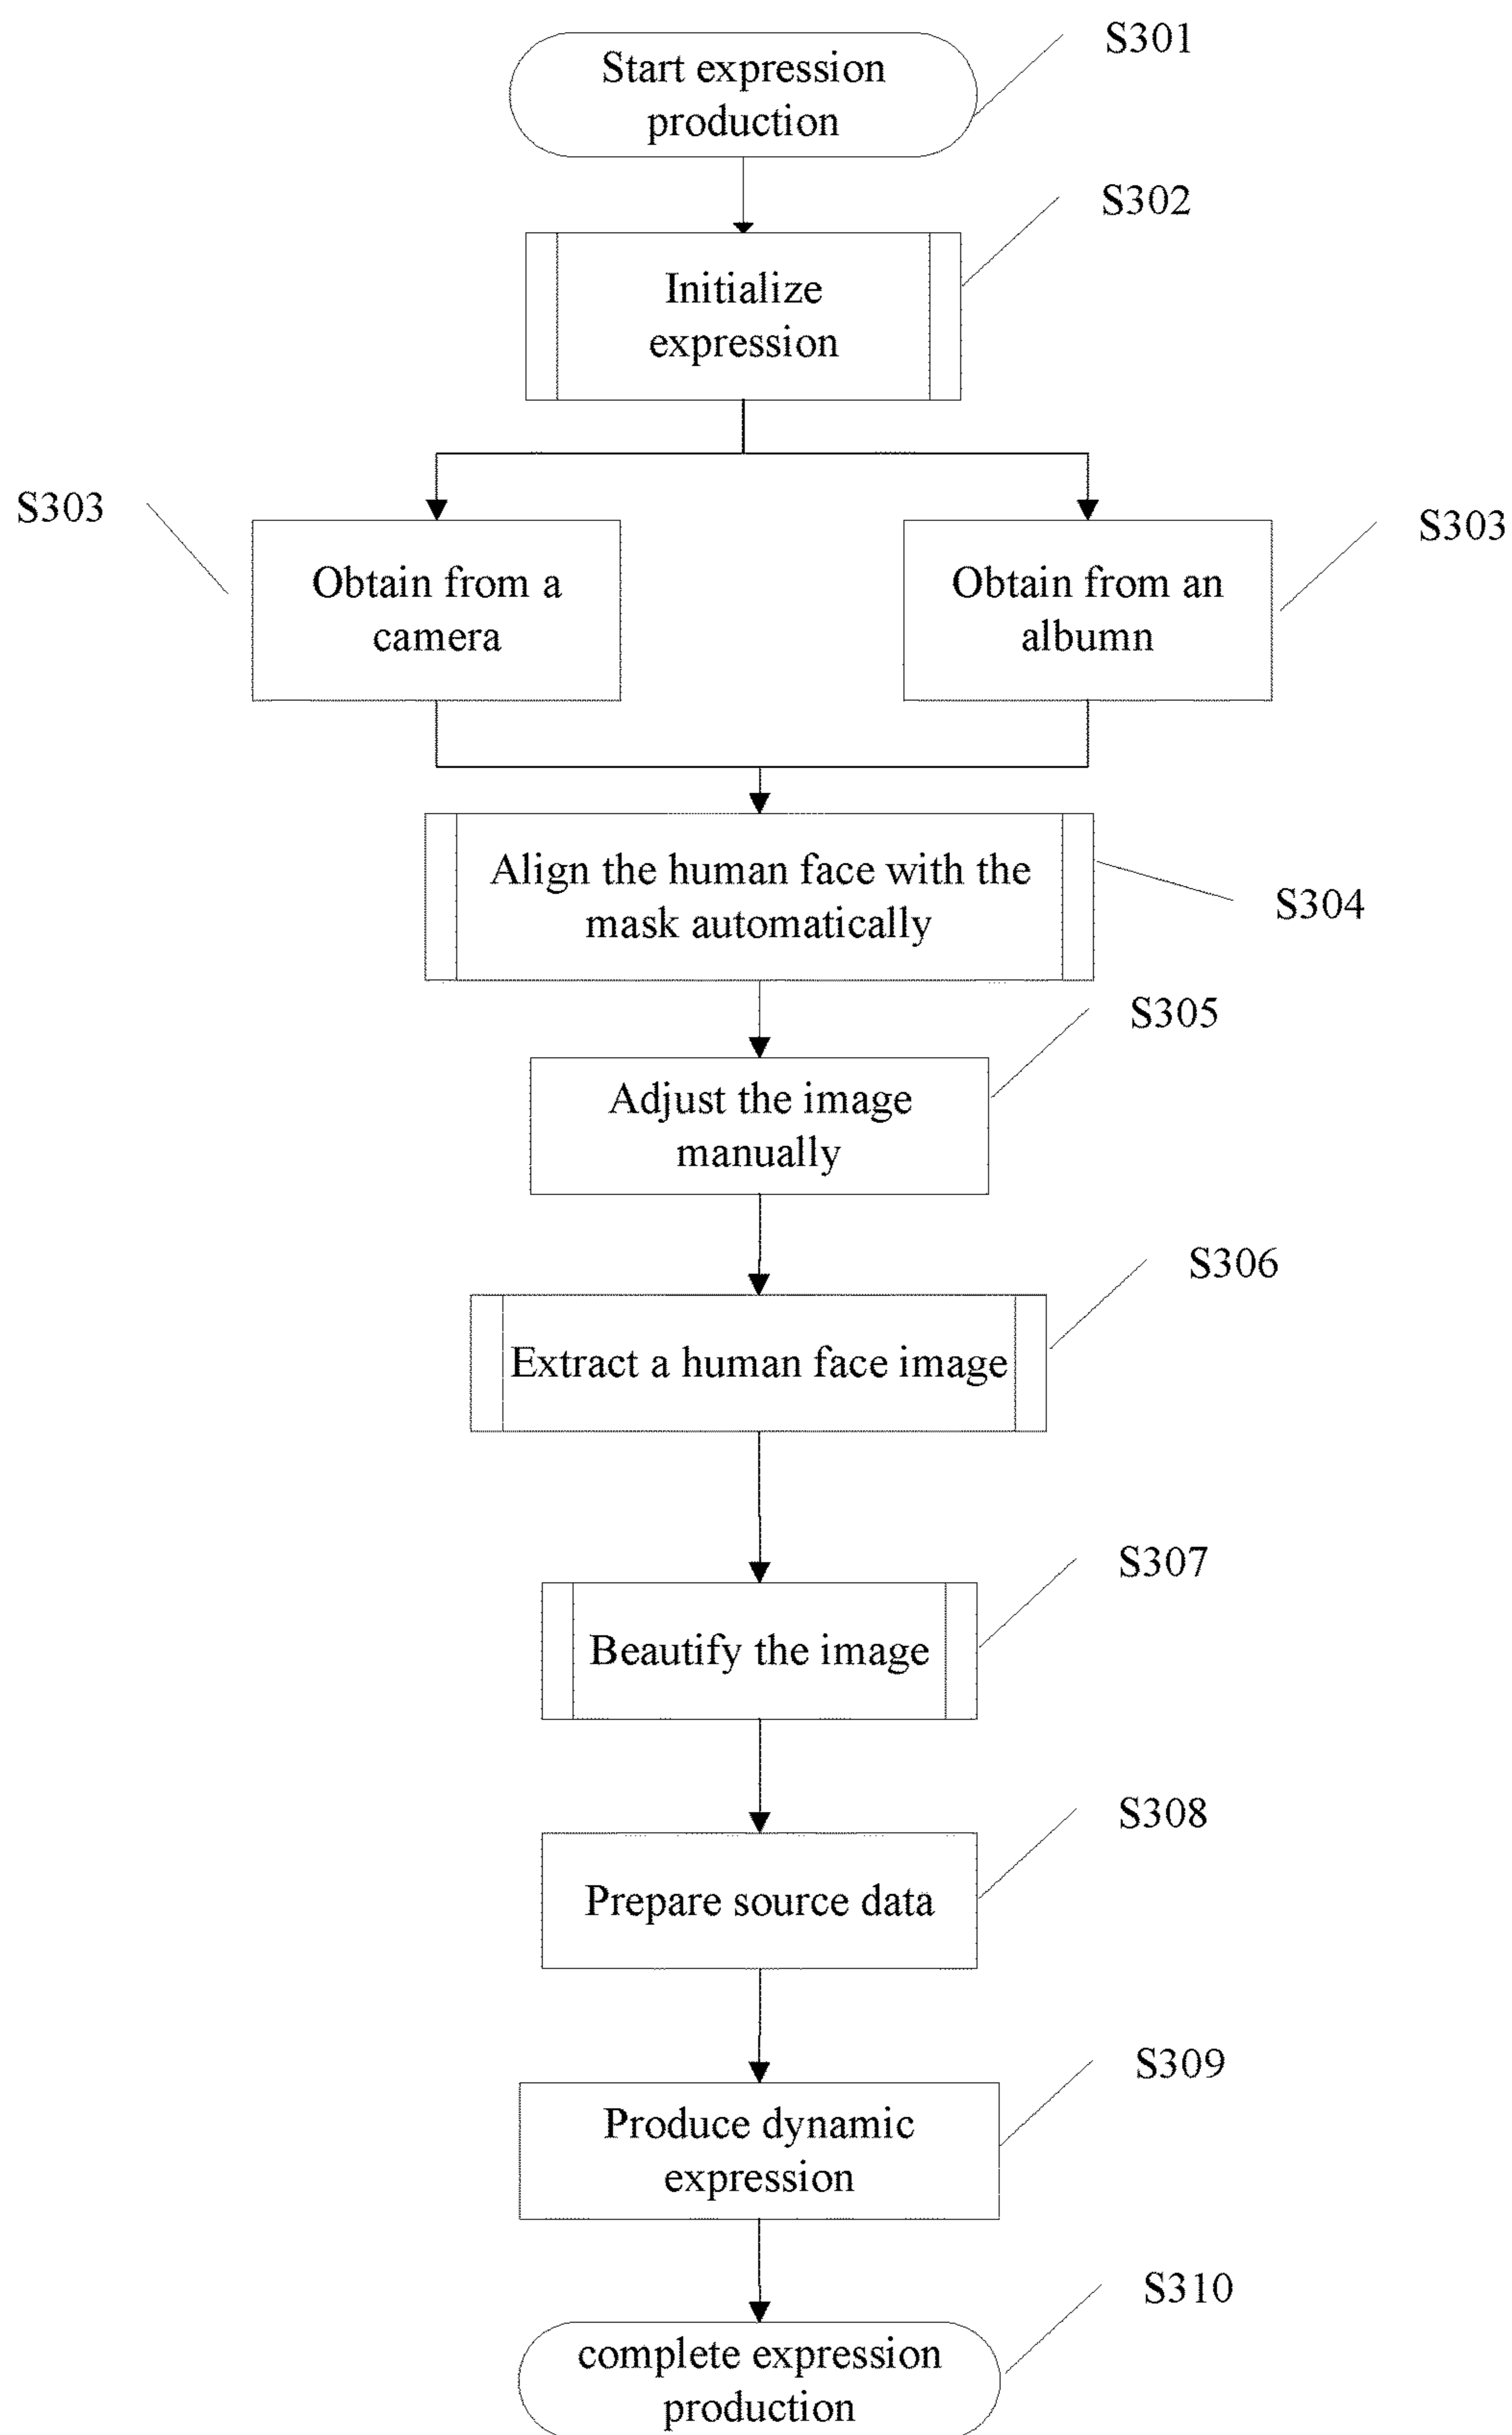 S301
Start expression
production
S302
Initialize
expression
S303
Obtain from a
camera
Obtain from an
albumn
S303
Align the human face with the
mask automatically
S304
S305
Adjust the image
manually
S306
Extract a human face image
S307
Beautify the image
S308
Prepare source data
S309
Produce dynamic
expression
S310
complete expression
production